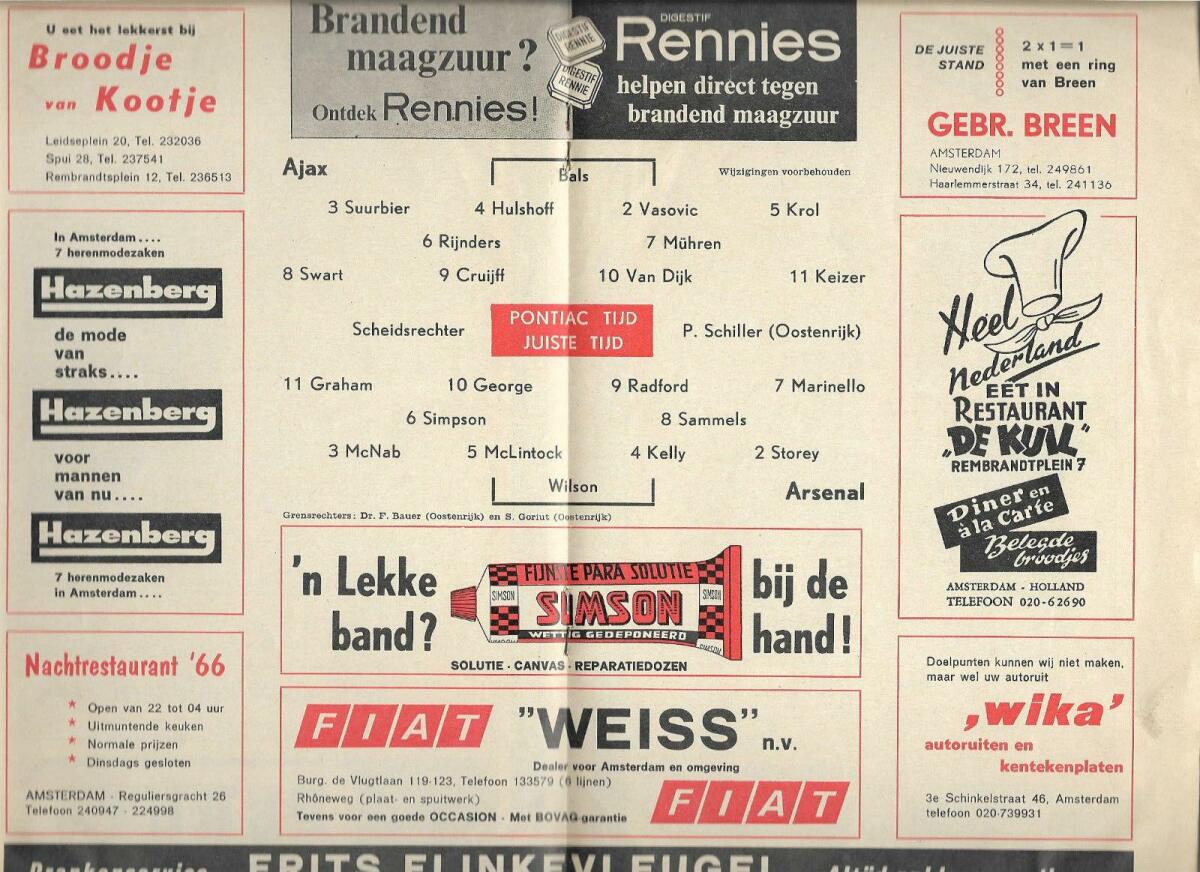 U eet het lekkerst bij
Broodje
van Kootje
Leidseplein 20, Tel. 232036
Spui 28, Tel. 237541
Rembrandtsplein 12, Tel. 236513
In Amsterdam....
7 herenmodezaken
Hazenberg
de mode
van
straks....
Hazenberg
voor
mannen
van nu....
Hazenberg
7 herenmodezaken
in Amsterdam....
Nachtrestaurant '66
* Open van 22 tot 04 uur
* Uitmuntende keuken
* Normale prijzen
* Dinsdags gesloten
AMSTERDAM - Reguliersgracht 26
Telefoon 240947 - 224998
Brandend
maagzuur?
Ontdek Rennies!
DIGESTIF
RENNIE
DIGESTIF
RENNIE
DIGESTIF
Rennies
helpen direct tegen
brandend maagzuur
Ajax
Bals
Wijzigingen voorbehouden
3 Suurbier 4 Hulshoff 2 Vasovic 5 Krol
6 Rijnders 7 Mühren
8 Swart 9 Cruijff 10 Van Dijk 11 Keizer
Scheidsrechter
PONTIAC TIJD
JUISTE TIJD
P. Schiller (Oostenrijk)
11 Graham 10 George 9 Radford 7 Marinello
6 Simpson 8 Sammels
3 McNab 5 McLintock 4 Kelly 2 Storey
Wilson
Arsenal
Grensrechters: Dr. F. Bauer (Oostenrijk) en S. Goriut (Oostenrijk)
'n Lekke
band?
FIJNSTE PARA SOLUTIE
SIMSON
SIMSON
SIMSON
WETTIG GEDEPONEERD
bij de
hand!
SOLUTIE - CANVAS - REPARATIEDOZEN
FIAT "WEISS" n.v.
Dealer voor Amsterdam en omgeving
Burg. de Vlugtlaan 119-123, Telefoon 133579 (6 lijnen)
Rhôneweg (plaat- en spuitwerk)
Tevens voor een goede OCCASION - Met BOVAG-garantie
FIAT
DE JUISTE
STAND
2 x 1 = 1
met een ring
van Breen
GEBR. BREEN
AMSTERDAM
Nieuwendijk 172, tel. 249861
Haarlemmerstraat 34, tel. 241136
Heel
Nederland
EET IN
RESTAURANT
"DE KUIL"
REMBRANDTPLEIN 7
Diner en
à la Carte
Belegde
broodjes
AMSTERDAM - HOLLAND
TELEFOON 020-62690
Doelpunten kunnen wij niet maken,
maar wel uw autoruit
'wika'
autoruiten en
kentekenplaten
3e Schinkelstraat 46, Amsterdam
telefoon 020-739931
FRITS FLINKEVLEUGEL